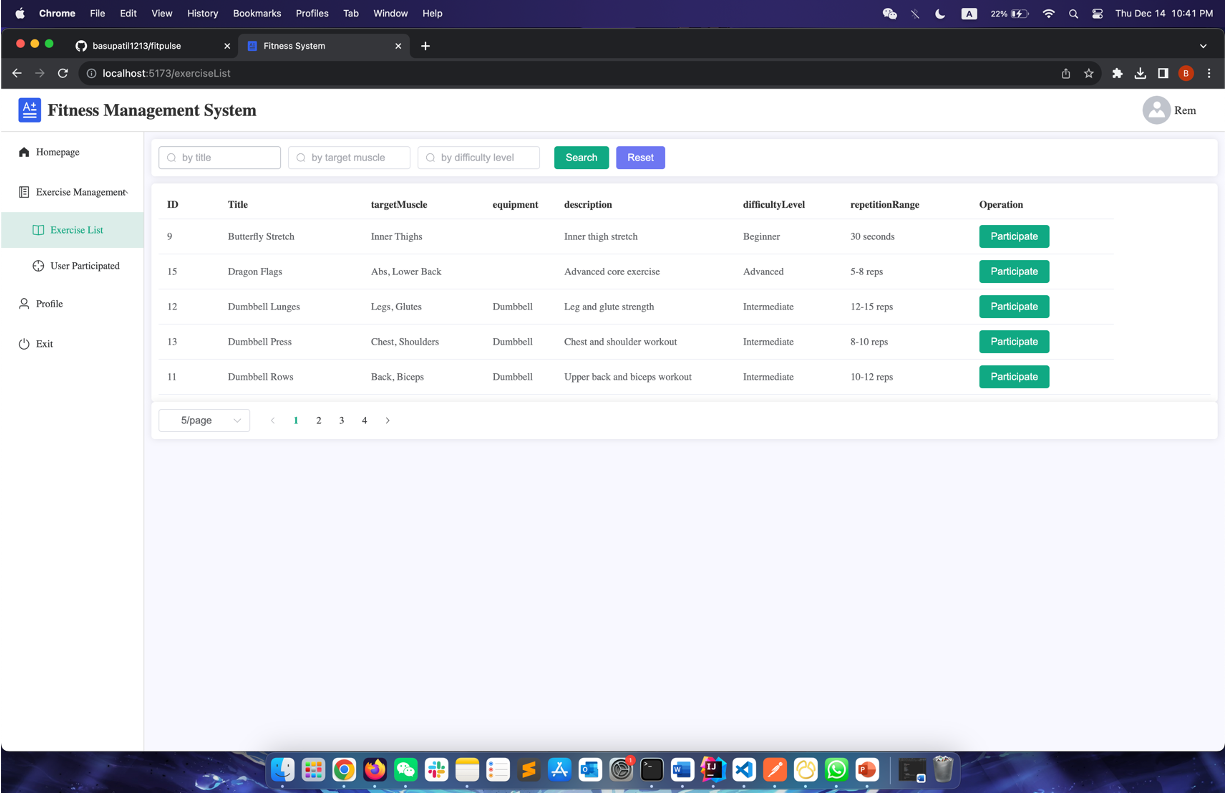 Chrome File Edit View History Bookmarks Profiles Tab Window Help A 22% Thu Dec 14 10:41 PM
basupatil1213/fitpulse Fitness System
localhost:5173/exerciseList B
A+ Fitness Management System Rem
Homepage
Exercise Management
Exercise List
User Participated
Profile
Exit
by title by target muscle by difficulty level Search Reset
ID Title targetMuscle equipment description difficultyLevel repetitionRange Operation
9 Butterfly Stretch Inner Thighs Inner thigh stretch Beginner 30 seconds Participate
15 Dragon Flags Abs, Lower Back Advanced core exercise Advanced 5-8 reps Participate
12 Dumbbell Lunges Legs, Glutes Dumbbell Leg and glute strength Intermediate 12-15 reps Participate
13 Dumbbell Press Chest, Shoulders Dumbbell Chest and shoulder workout Intermediate 8-10 reps Participate
11 Dumbbell Rows Back, Biceps Dumbbell Upper back and biceps workout Intermediate 10-12 reps Participate
5/page 1 2 3 4